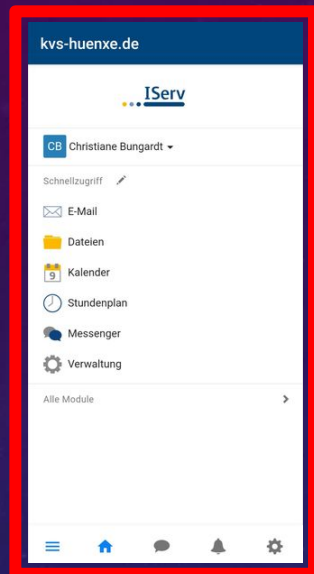 kvs-huenxe.de
IServ
CB Christiane Bungardt
Schnellzugriff
E-Mail
Dateien
9 Kalender
Stundenplan
Messenger
Verwaltung
Alle Module